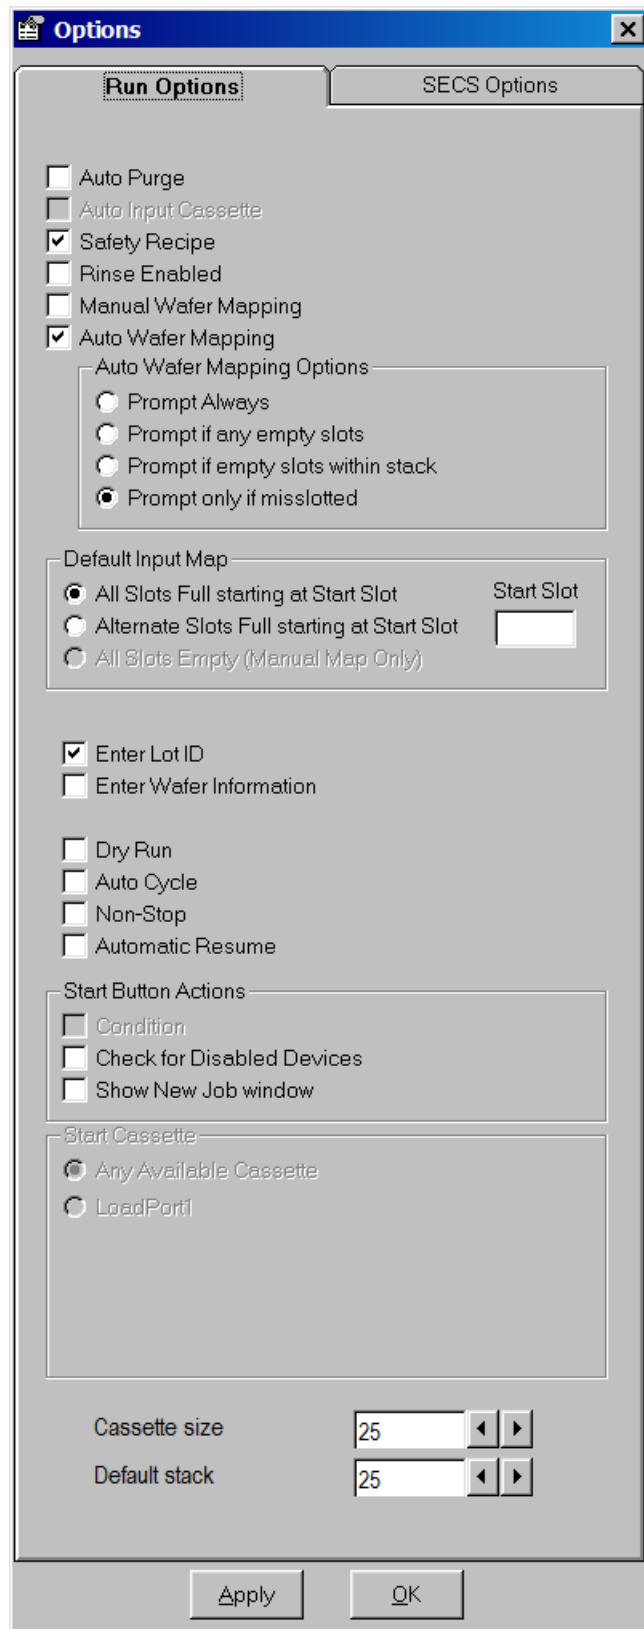 Options
Run Options
SECS Options
Auto Purge
Auto Input Cassette
Safety Recipe
Rinse Enabled
Manual Wafer Mapping
Auto Wafer Mapping
Auto Wafer Mapping Options
Prompt Always
Prompt if any empty slots
Prompt if empty slots within stack
Prompt only if misslotted
Default Input Map
All Slots Full starting at Start Slot
Start Slot
Alternate Slots Full starting at Start Slot
All Slots Empty (Manual Map Only)
Enter Lot ID
Enter Wafer Information
Dry Run
Auto Cycle
Non-Stop
Automatic Resume
Start Button Actions
Condition
Check for Disabled Devices
Show New Job window
Start Cassette
Any Available Cassette
LoadPort1
Cassette size 25
Default stack 25
Apply OK